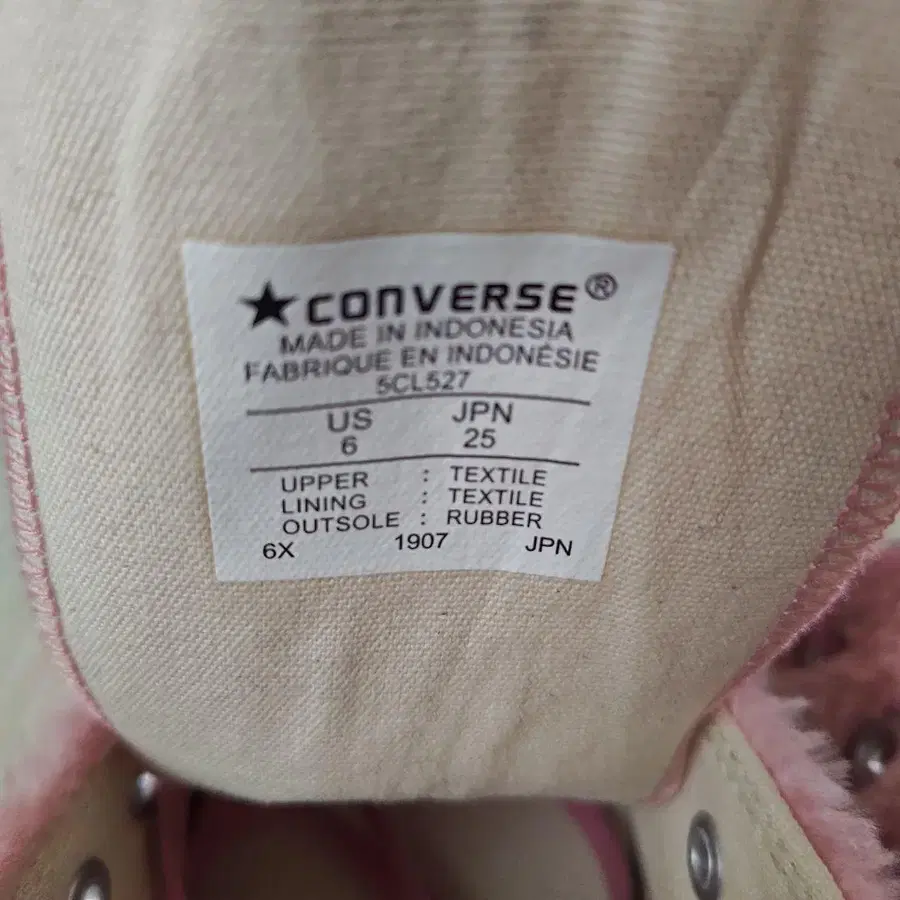 ★CONVERSE®
MADE IN INDONESIA
FABRIQUE EN INDONÉSIE
5CL527
US JPN
6 25
UPPER : TEXTILE
LINING : TEXTILE
OUTSOLE : RUBBER
6X 1907 JPN